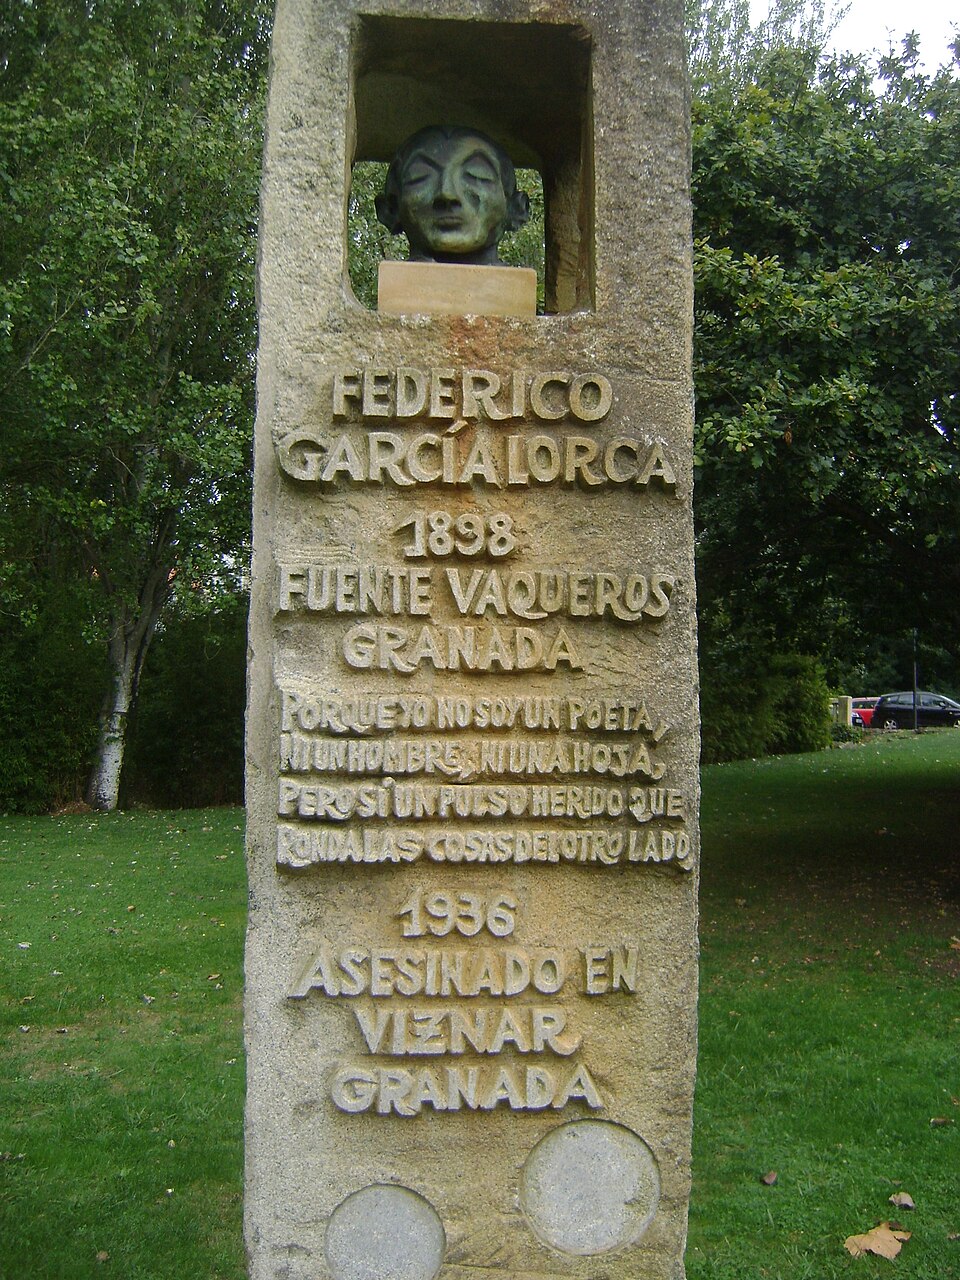 FEDERICO
GARCÍA LORCA
1898
FUENTE VAQUEROS
GRANADA
PORQUE YO NO SOY UN POETA,
NI UN HOMBRE, NI UNA HOJA,
PERO SÍ UN PULSO HERIDO QUE
RONDA LAS COSAS DEL OTRO LADO
1936
ASESINADO EN
VIZNAR
GRANADA